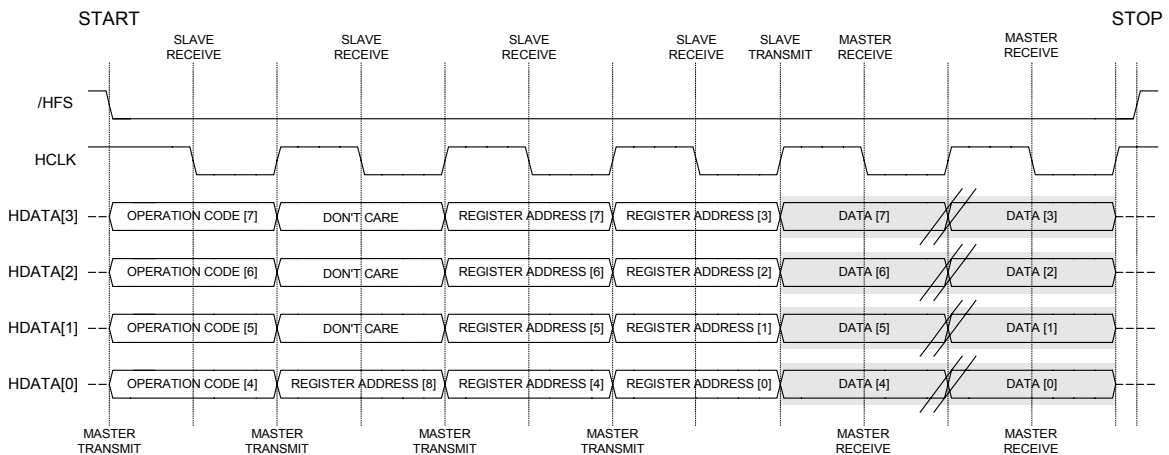 START STOP
SLAVE RECEIVE SLAVE RECEIVE SLAVE RECEIVE SLAVE RECEIVE SLAVE TRANSMIT MASTER RECEIVE MASTER RECEIVE
/HFS
HCLK
HDATA[3] OPERATION CODE [7] DON'T CARE REGISTER ADDRESS [7] REGISTER ADDRESS [3] DATA [7] DATA [3]
HDATA[2] OPERATION CODE [6] DON'T CARE REGISTER ADDRESS [6] REGISTER ADDRESS [2] DATA [6] DATA [2]
HDATA[1] OPERATION CODE [5] DON'T CARE REGISTER ADDRESS [5] REGISTER ADDRESS [1] DATA [5] DATA [1]
HDATA[0] OPERATION CODE [4] REGISTER ADDRESS [8] REGISTER ADDRESS [4] REGISTER ADDRESS [0] DATA [4] DATA [0]
MASTER TRANSMIT MASTER TRANSMIT MASTER TRANSMIT MASTER TRANSMIT MASTER RECEIVE MASTER RECEIVE